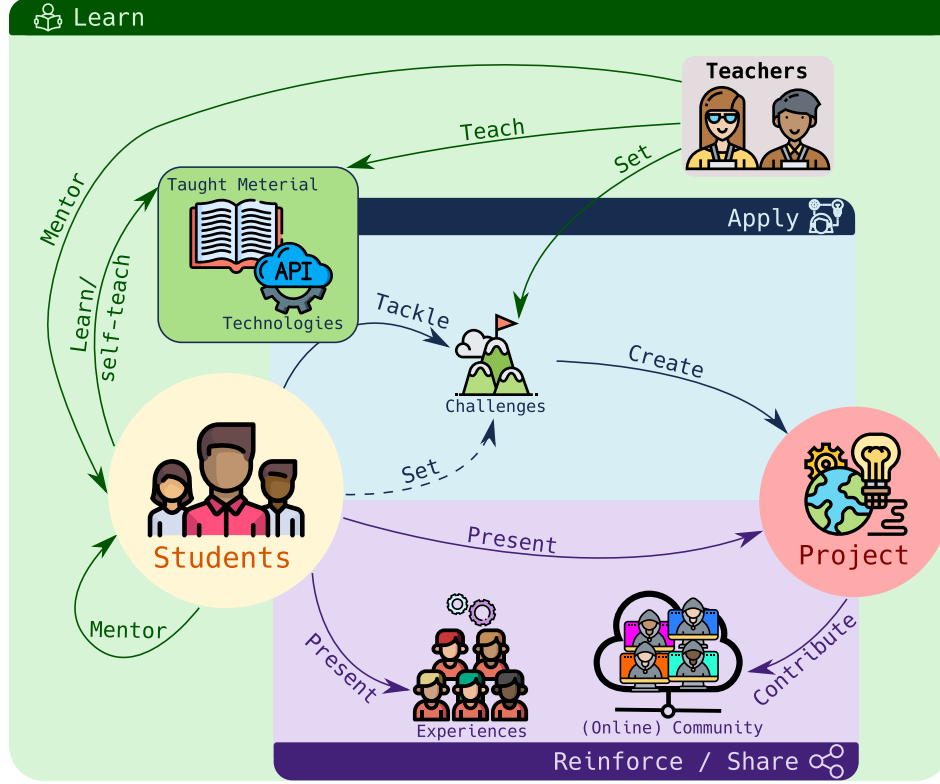 Learn
Teachers
Teach
Set
Mentor
Taught Meterial
API
Technologies
Learn/
self-teach
Apply
Tackle
Create
Challenges
Set
Students
Project
Present
Mentor
Present
Contribute
Experiences
(Online) Community
Reinforce / Share